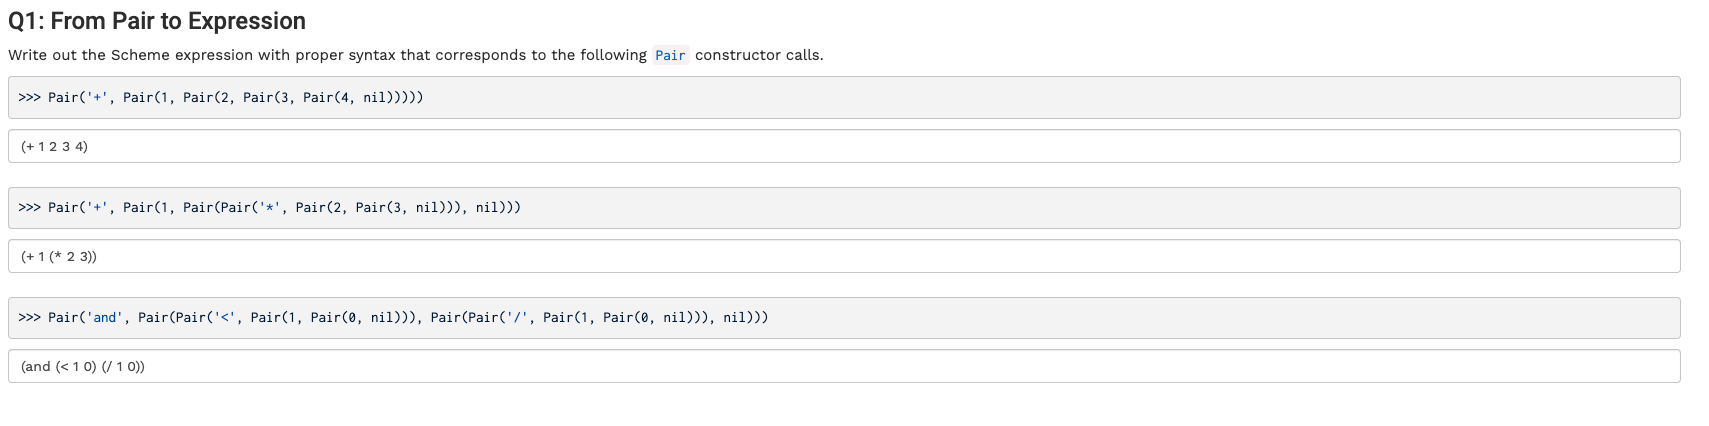 Q1: From Pair to Expression
Write out the Scheme expression with proper syntax that corresponds to the following Pair constructor calls.
>>> Pair('+', Pair(1, Pair(2, Pair(3, Pair(4, nil)))))
(+ 1 2 3 4)
>>> Pair('+', Pair(1, Pair(Pair('*', Pair(2, Pair(3, nil))), nil)))
(+ 1 (* 2 3))
>>> Pair('and', Pair(Pair('<', Pair(1, Pair(0, nil))), Pair(Pair('/', Pair(1, Pair(0, nil))), nil)))
(and (< 1 0) (/ 1 0))